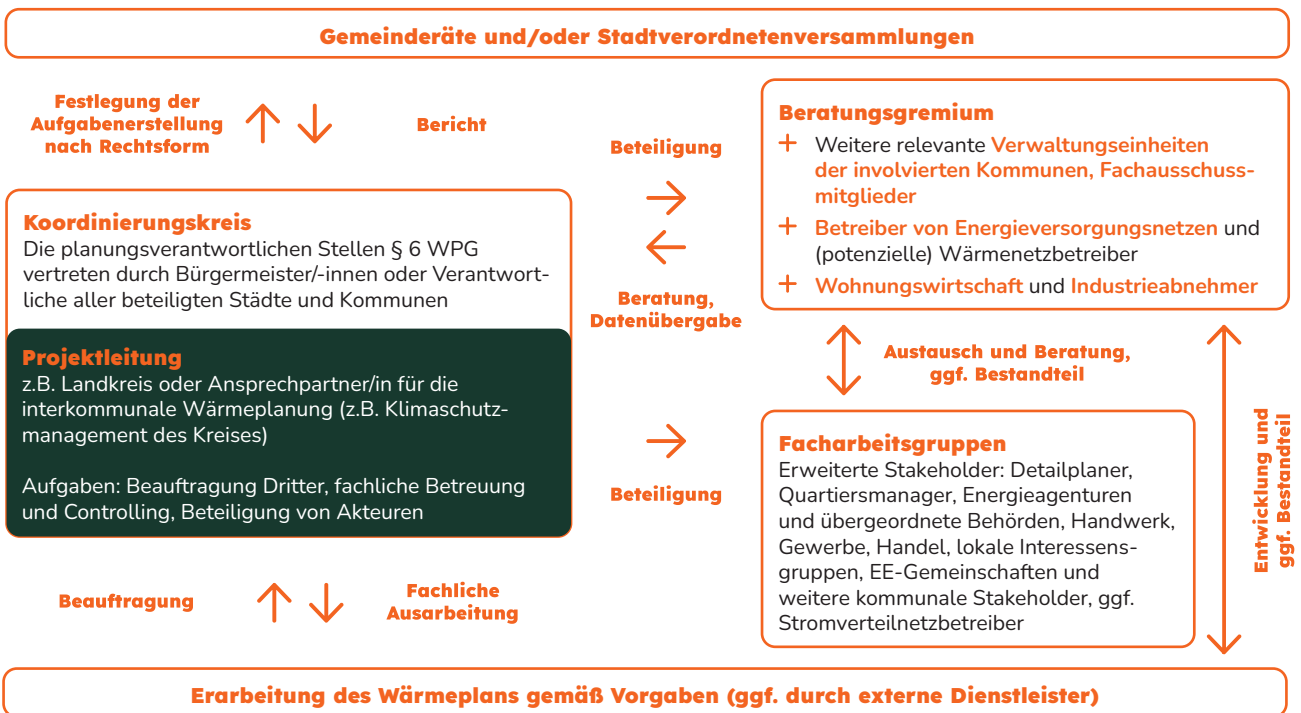 Gemeinderäte und/oder Stadtverordnetenversammlungen
Festlegung der
Aufgabenerstellung
nach Rechtsform
Bericht
Koordinierungskreis
Die planungsverantwortlichen Stellen § 6 WPG
vertreten durch Bürgermeister/-innen oder Verantwort-
liche aller beteiligten Städte und Kommunen
Projektleitung
z.B. Landkreis oder Ansprechpartner/in für die
interkommunale Wärmeplanung (z.B. Klimaschutz-
management des Kreises)
Aufgaben: Beauftragung Dritter, fachliche Betreuung
und Controlling, Beteiligung von Akteuren
Beteiligung
Beratung,
Datenübergabe
Beteiligung
Beratungsgremium
+ Weitere relevante Verwaltungseinheiten
der involvierten Kommunen, Fachausschuss-
mitglieder
+ Betreiber von Energieversorgungsnetzen und
(potenzielle) Wärmenetzbetreiber
+ Wohnungswirtschaft und Industrieabnehmer
Austausch und Beratung,
ggf. Bestandteil
Facharbeitsgruppen
Erweiterte Stakeholder: Detailplaner,
Quartiersmanager, Energieagenturen
und übergeordnete Behörden, Handwerk,
Gewerbe, Handel, lokale Interessens-
gruppen, EE-Gemeinschaften und
weitere kommunale Stakeholder, ggf.
Stromverteilnetzbetreiber
Entwicklung und
ggf. Bestandteil
Beauftragung
Fachliche
Ausarbeitung
Erarbeitung des Wärmeplans gemäß Vorgaben (ggf. durch externe Dienstleister)